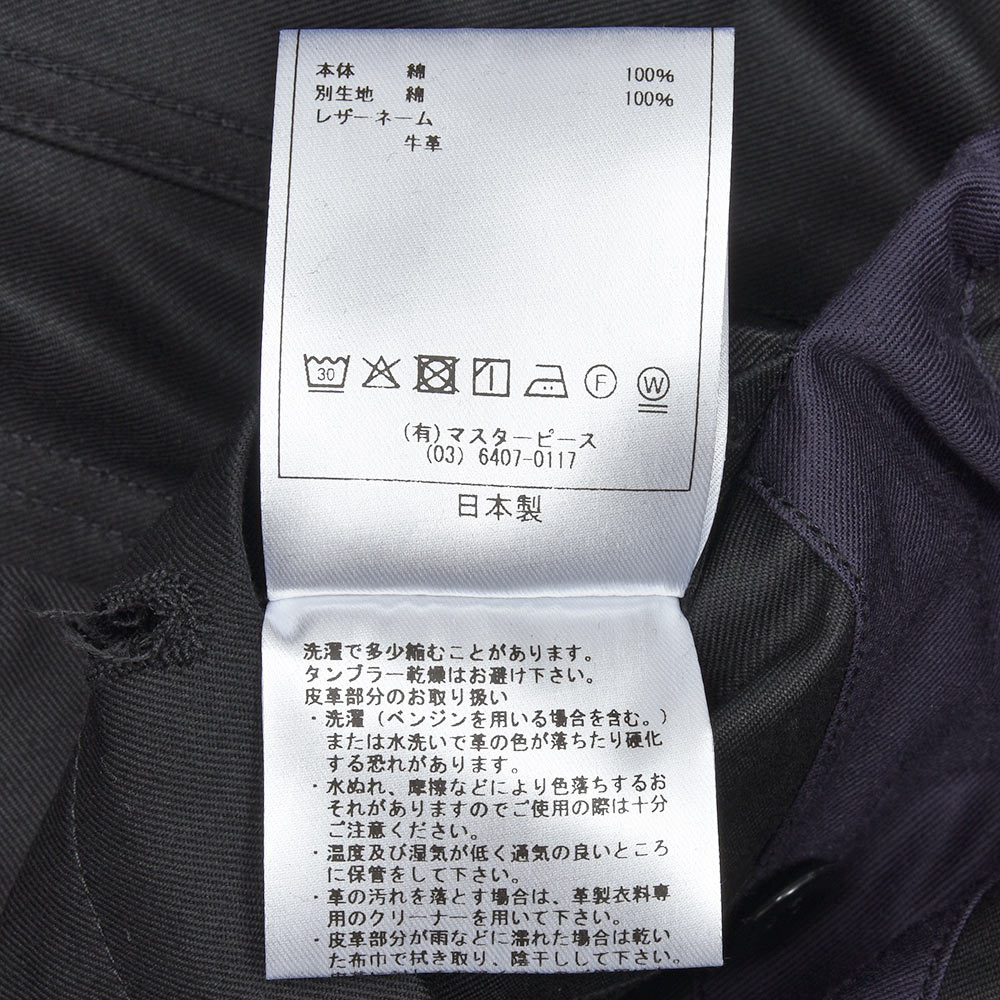 本体 綿 100%
別生地 綿 100%
レザーネーム
牛革
30 F W
(有)マスターピース
(03) 6407-0117
日本製
洗濯で多少縮むことがあります。
タンブラー乾燥はお避け下さい。
皮革部分のお取り扱い
・洗濯(ベンジンを用いる場合を含む。)
または水洗いで革の色が落ちたり硬化
する恐れがあります。
・水ぬれ、摩擦などにより色落ちするお
それがありますのでご使用の際は十分
ご注意ください。
・温度及び湿気が低く通気の良いところ
に保管をして下さい。
・革の汚れを落とす場合は、革製衣料専
用のクリーナーを用いて下さい。
・皮革部分が雨などに濡れた場合は乾い
た布巾で拭き取り、陰干しして下さい。